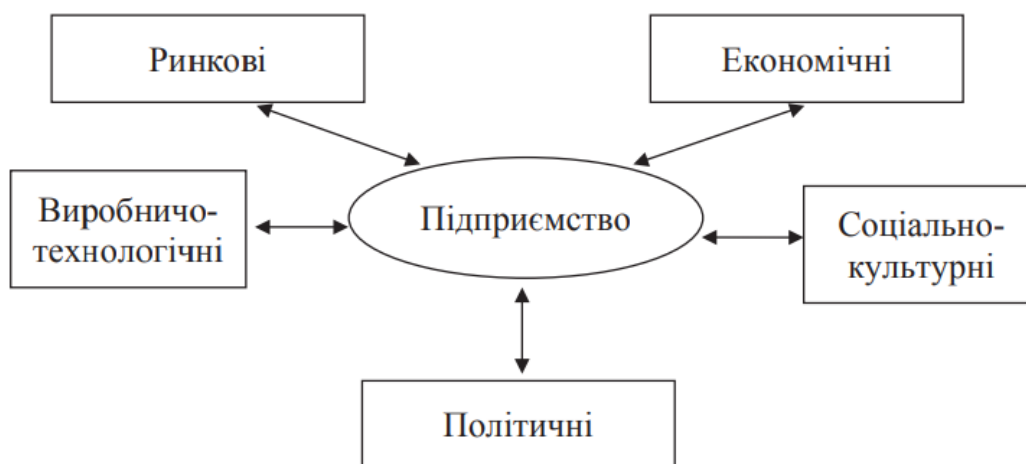 Ринкові
Економічні
Виробничо-
технологічні
Підприємство
Соціально-
культурні
Політичні